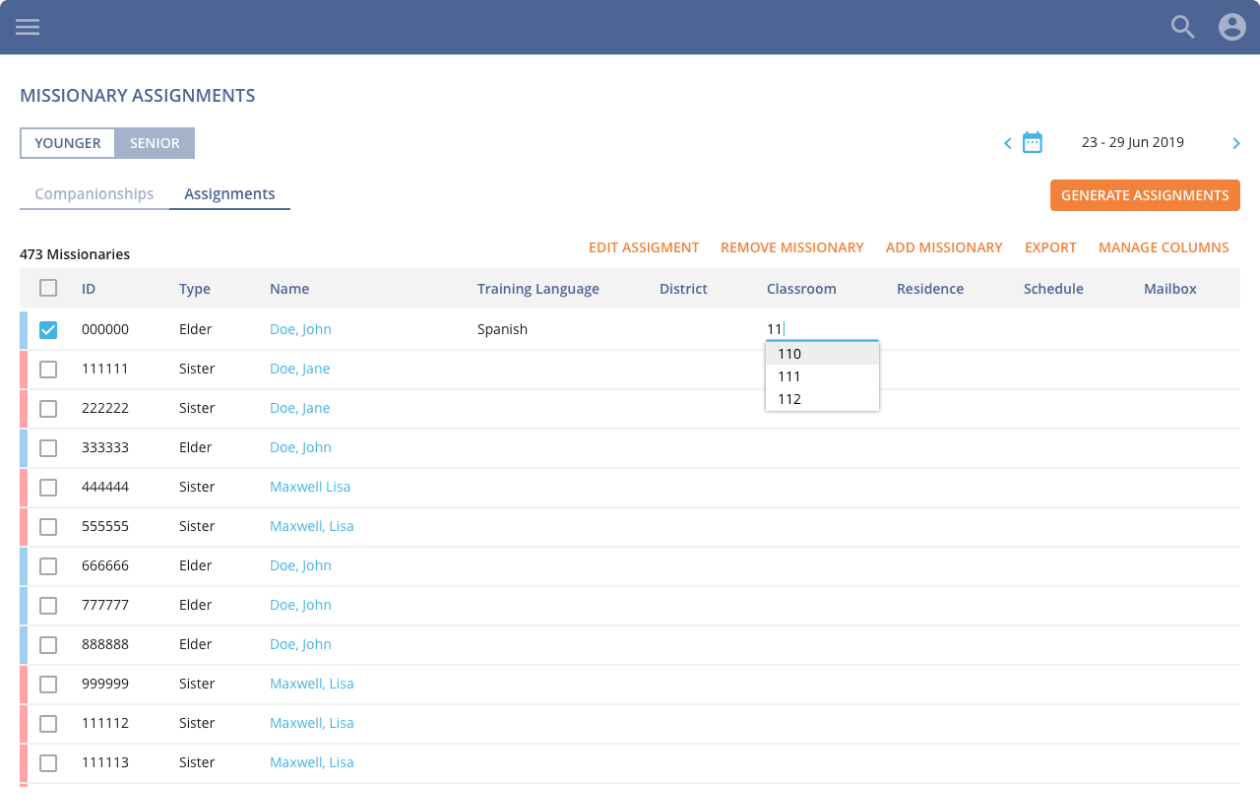 MISSIONARY ASSIGNMENTS
YOUNGER SENIOR 23 - 29 Jun 2019
Companionships Assignments GENERATE ASSIGNMENTS
473 Missionaries EDIT ASSIGMENT REMOVE MISSIONARY ADD MISSIONARY EXPORT MANAGE COLUMNS
ID Type Name Training Language District Classroom Residence Schedule Mailbox
000000 Elder Doe, John Spanish 11
110
111
112
111111 Sister Doe, Jane
222222 Sister Doe, Jane
333333 Elder Doe, John
444444 Sister Maxwell Lisa
555555 Sister Maxwell, Lisa
666666 Elder Doe, John
777777 Elder Doe, John
888888 Elder Doe, John
999999 Sister Maxwell, Lisa
111112 Sister Maxwell, Lisa
111113 Sister Maxwell, Lisa